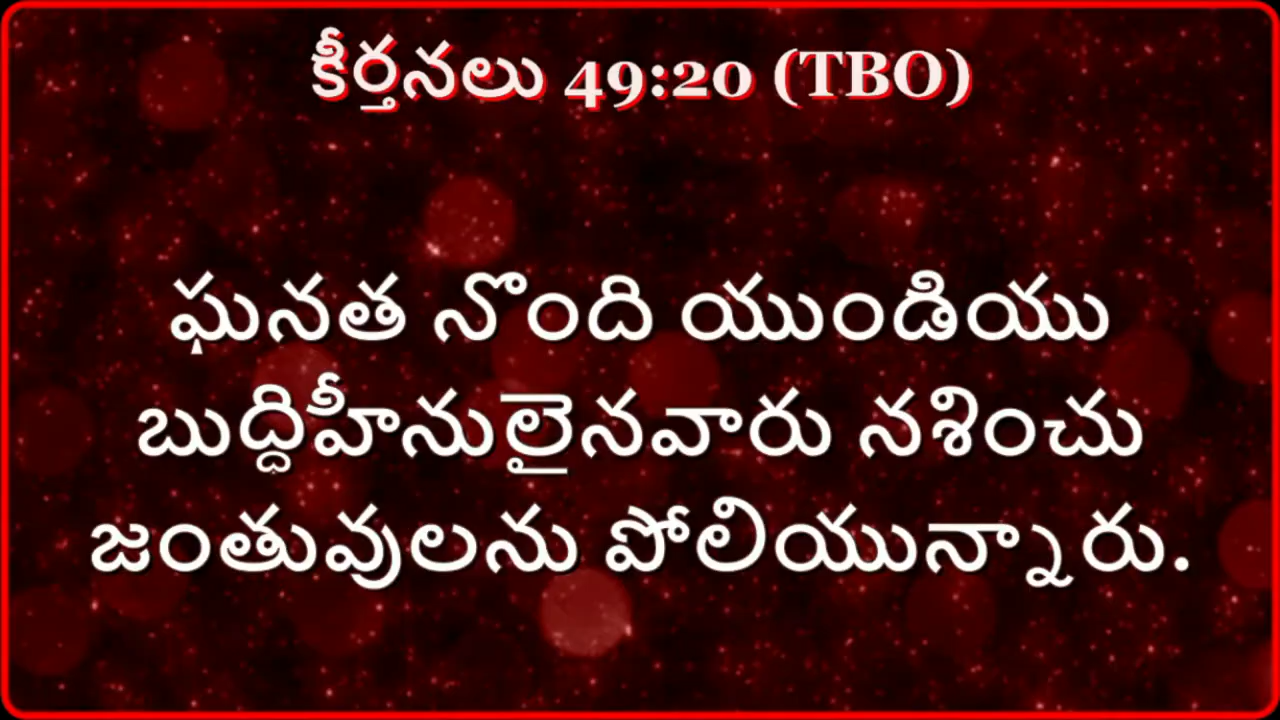 కీర్తనలు 49:20 (TBO)
ఘనత నొంది యుండియు
బుద్దిహీనులైనవారు నశించు
జంతువులను పోలియున్నారు.